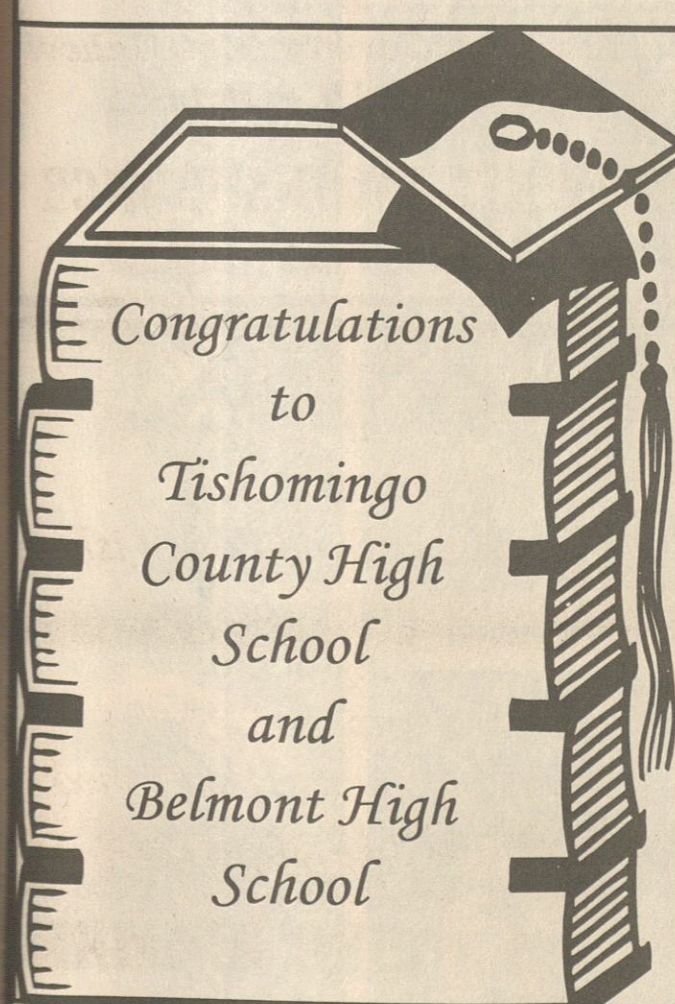 Congratulations
to
Tishomingo
County High
School
and
Belmont High
School